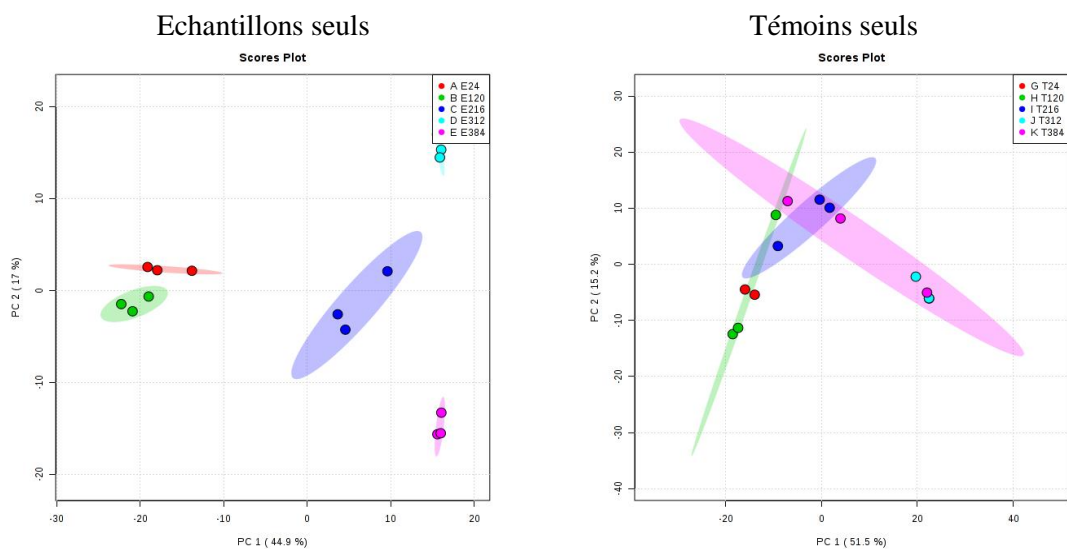 Echantillons seuls
Scores Plot
A E24
B E120
C E216
D E312
E E384
20
10
0
-10
-20
PC 2 ( 17 %)
-30
-20
-10
0
10
20
PC 1 ( 44.9 %)
Témoins seuls
Scores Plot
G T24
H T120
I T216
J T312
K T384
30
20
10
0
-10
-20
-30
-40
PC 2 ( 15.2 %)
-20
0
20
40
PC 1 ( 51.5 %)